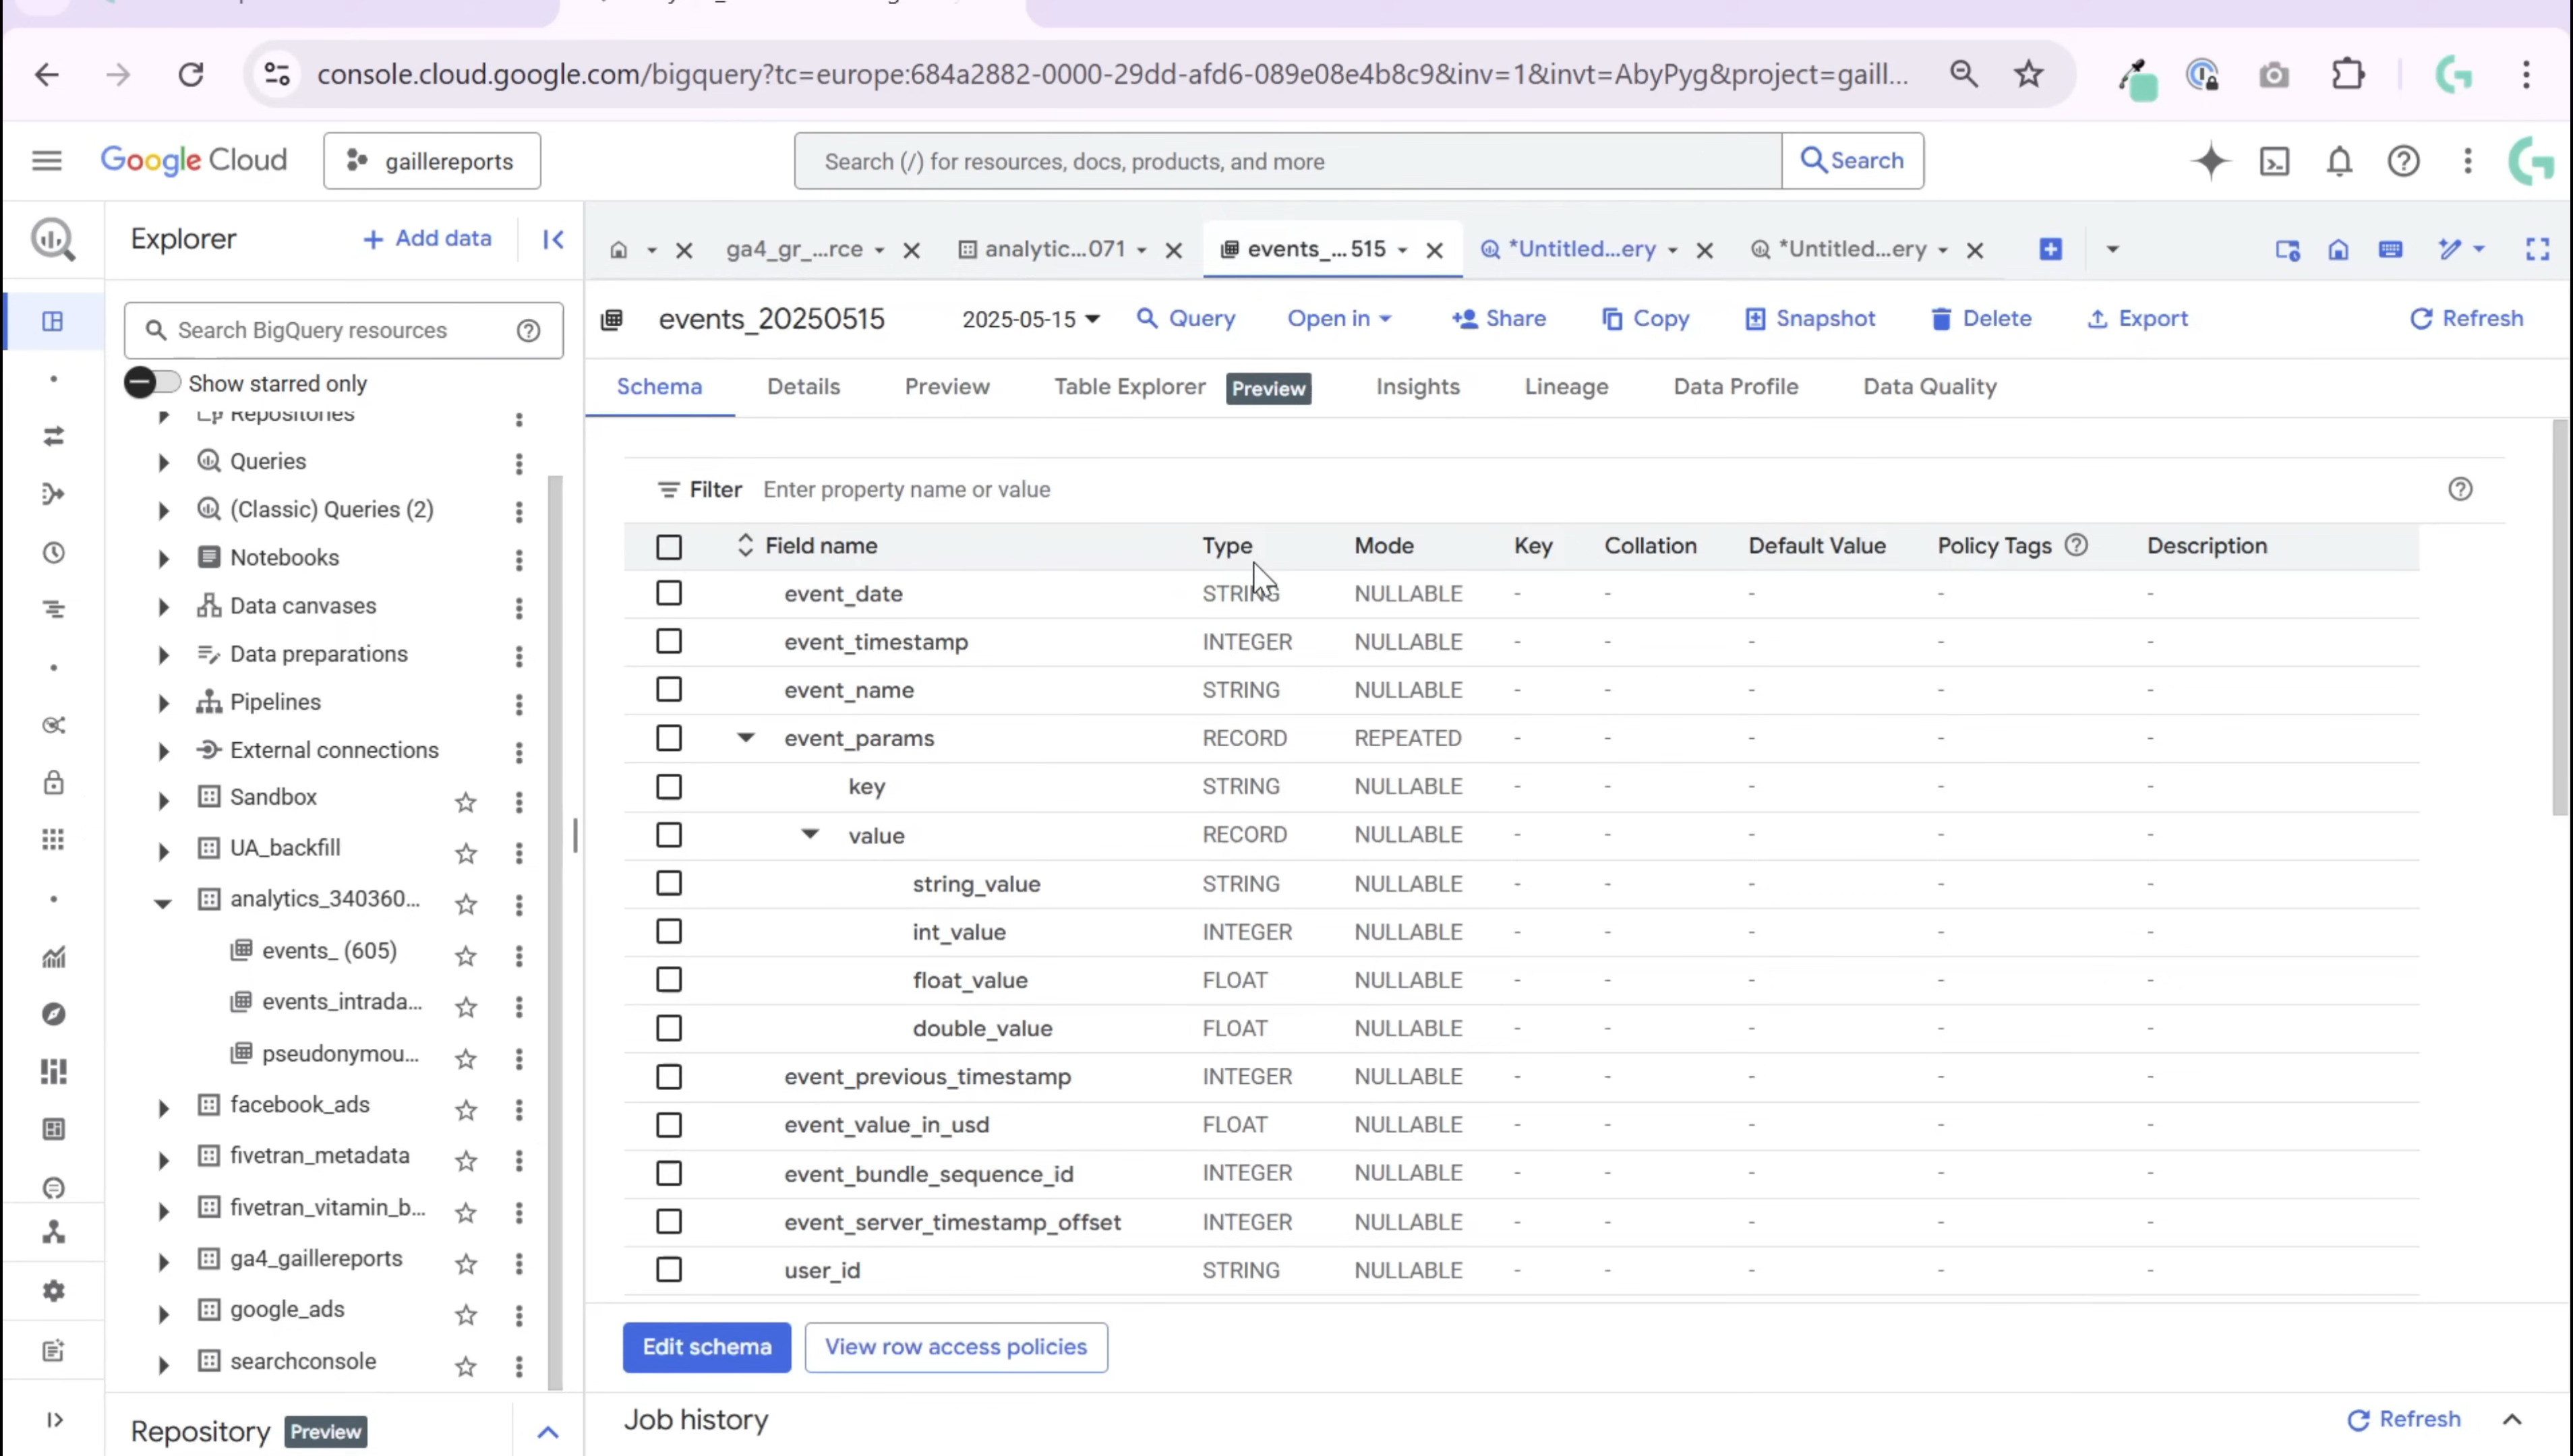 console.cloud.google.com/bigquery?tc=europe:684a2882-0000-29dd-afd6-089e08e4b8c9&inv=1&invt=AbyPyg&project=gaill...
Google Cloud
gaillereports
Search (/) for resources, docs, products, and more
Search
Explorer
+ Add data
ga4_gr_...rce
analytic...071
events_... 515
*Untitled...ery
*Untitled...ery
Search BigQuery resources
events_20250515
2025-05-15
Query
Open in
Share
Copy
Snapshot
Delete
Export
Refresh
Show starred only
Schema
Details
Preview
Table Explorer
Preview
Insights
Lineage
Data Profile
Data Quality
Repositories
Queries
(Classic) Queries (2)
Notebooks
Data canvases
Data preparations
Pipelines
External connections
Sandbox
UA_backfill
analytics_340360...
events_ (605)
events_intrada...
pseudonymou...
facebook_ads
fivetran_metadata
fivetran_vitamin_b...
ga4_gaillereports
google_ads
searchconsole
Repository Preview
Filter Enter property name or value
Field name Type Mode Key Collation Default Value Policy Tags Description
event_date STRING NULLABLE - - - - -
event_timestamp INTEGER NULLABLE - - - - -
event_name STRING NULLABLE - - - - -
event_params RECORD REPEATED - - - - -
key STRING NULLABLE - - - - -
value RECORD NULLABLE - - - - -
string_value STRING NULLABLE - - - - -
int_value INTEGER NULLABLE - - - - -
float_value FLOAT NULLABLE - - - - -
double_value FLOAT NULLABLE - - - - -
event_previous_timestamp INTEGER NULLABLE - - - - -
event_value_in_usd FLOAT NULLABLE - - - - -
event_bundle_sequence_id INTEGER NULLABLE - - - - -
event_server_timestamp_offset INTEGER NULLABLE - - - - -
user_id STRING NULLABLE - - - - -
Edit schema
View row access policies
Job history
Refresh